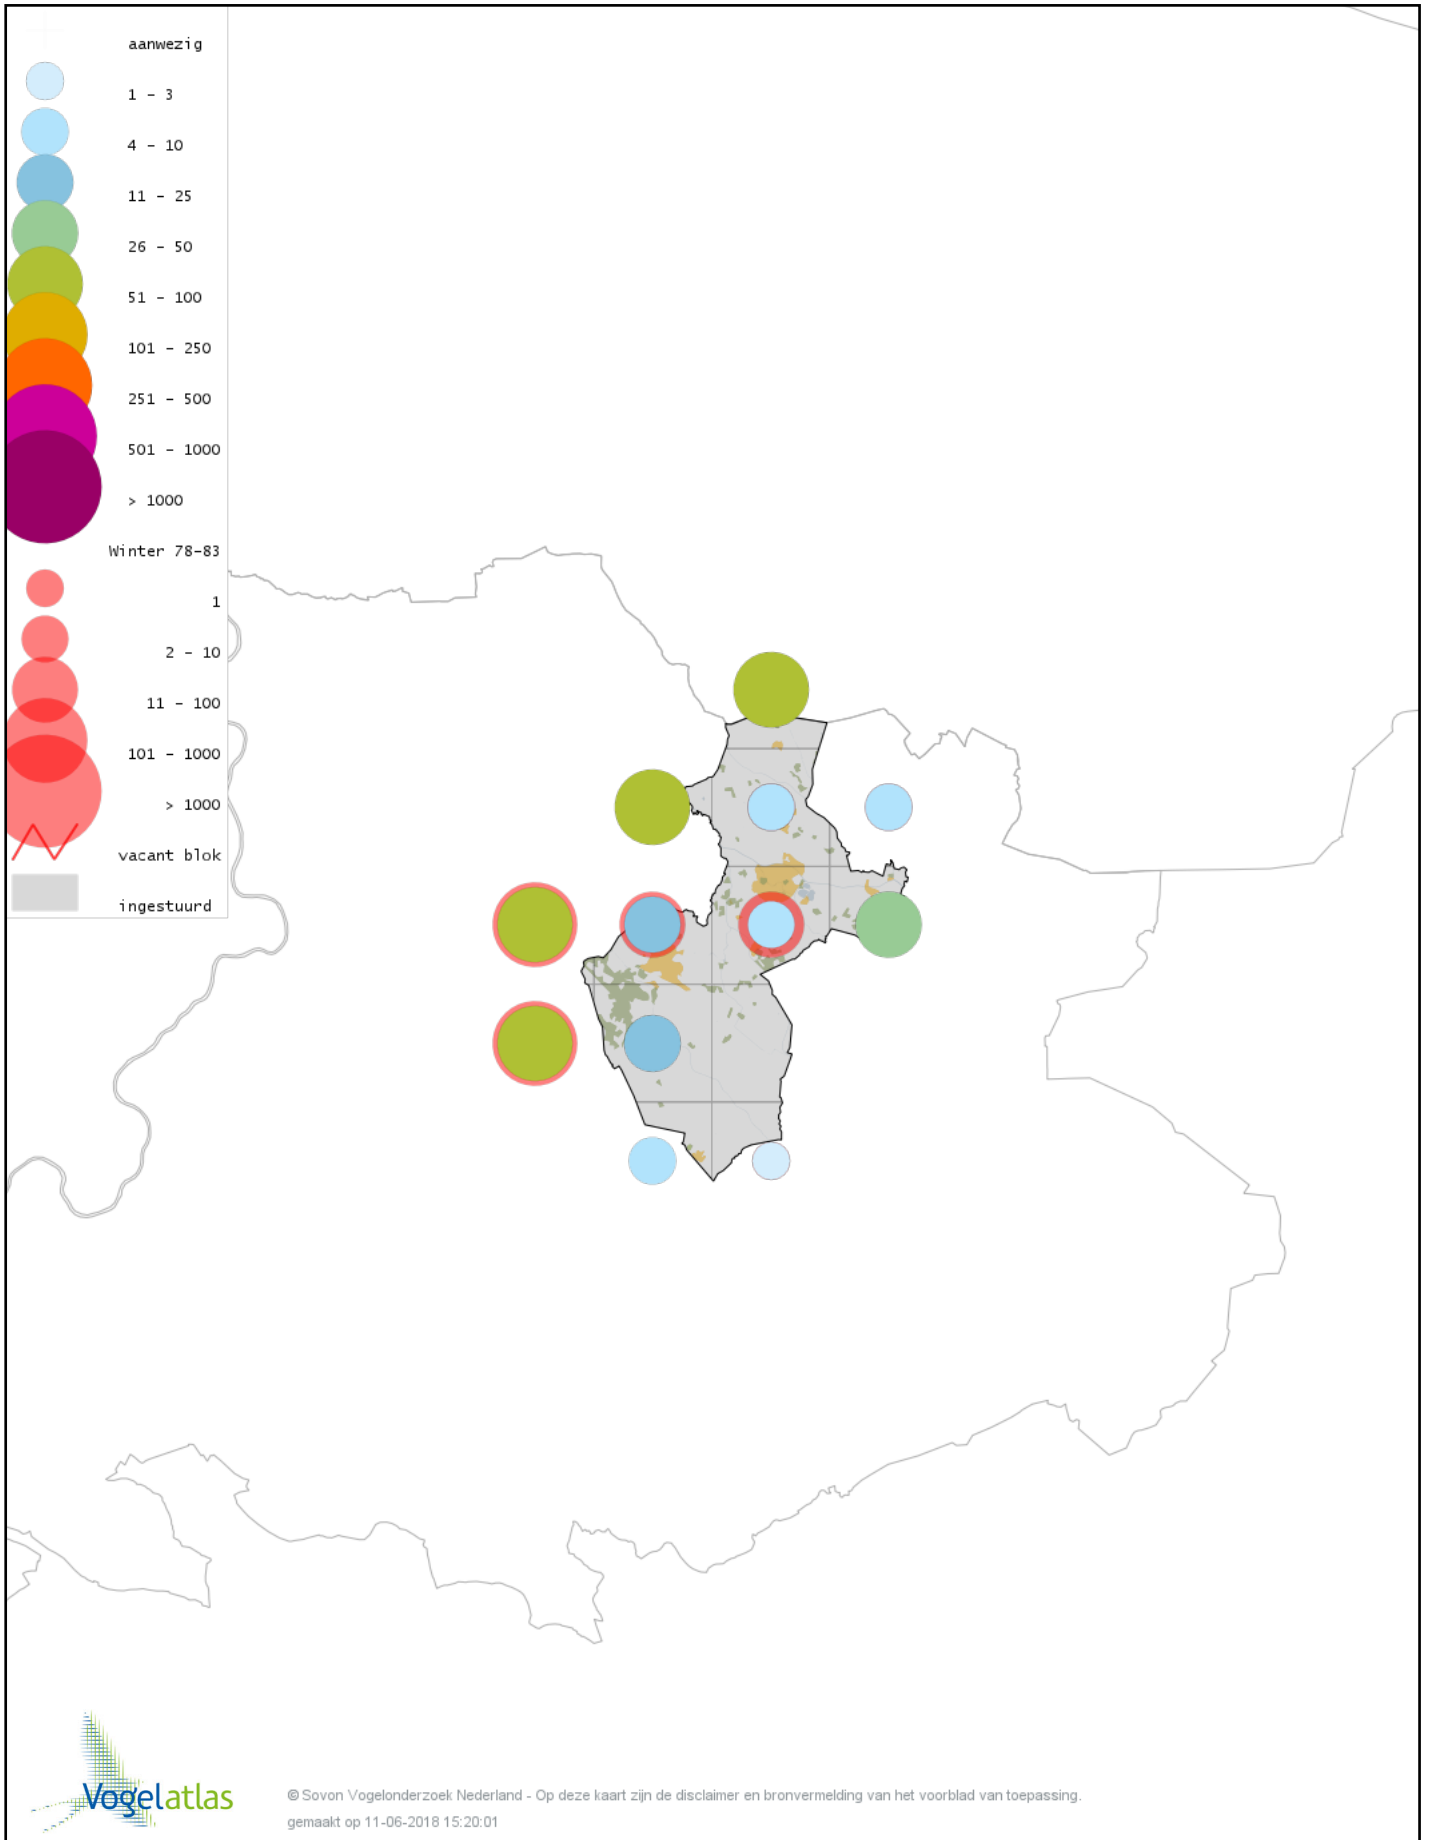 aanwezig
1 - 3
4 - 10
11 - 25
26 - 50
51 - 100
101 - 250
251 - 500
501 - 1000
> 1000
Winter 78-83
1
2 - 10
11 - 100
101 - 1000
> 1000
vacant blok
ingestuurd
Vogelatlas
© Sovon Vogelonderzoek Nederland - Op deze kaart zijn de disclaimer en bronvermelding van het voorblad van toepassing.
gemaakt op 11-06-2018 15:20:01